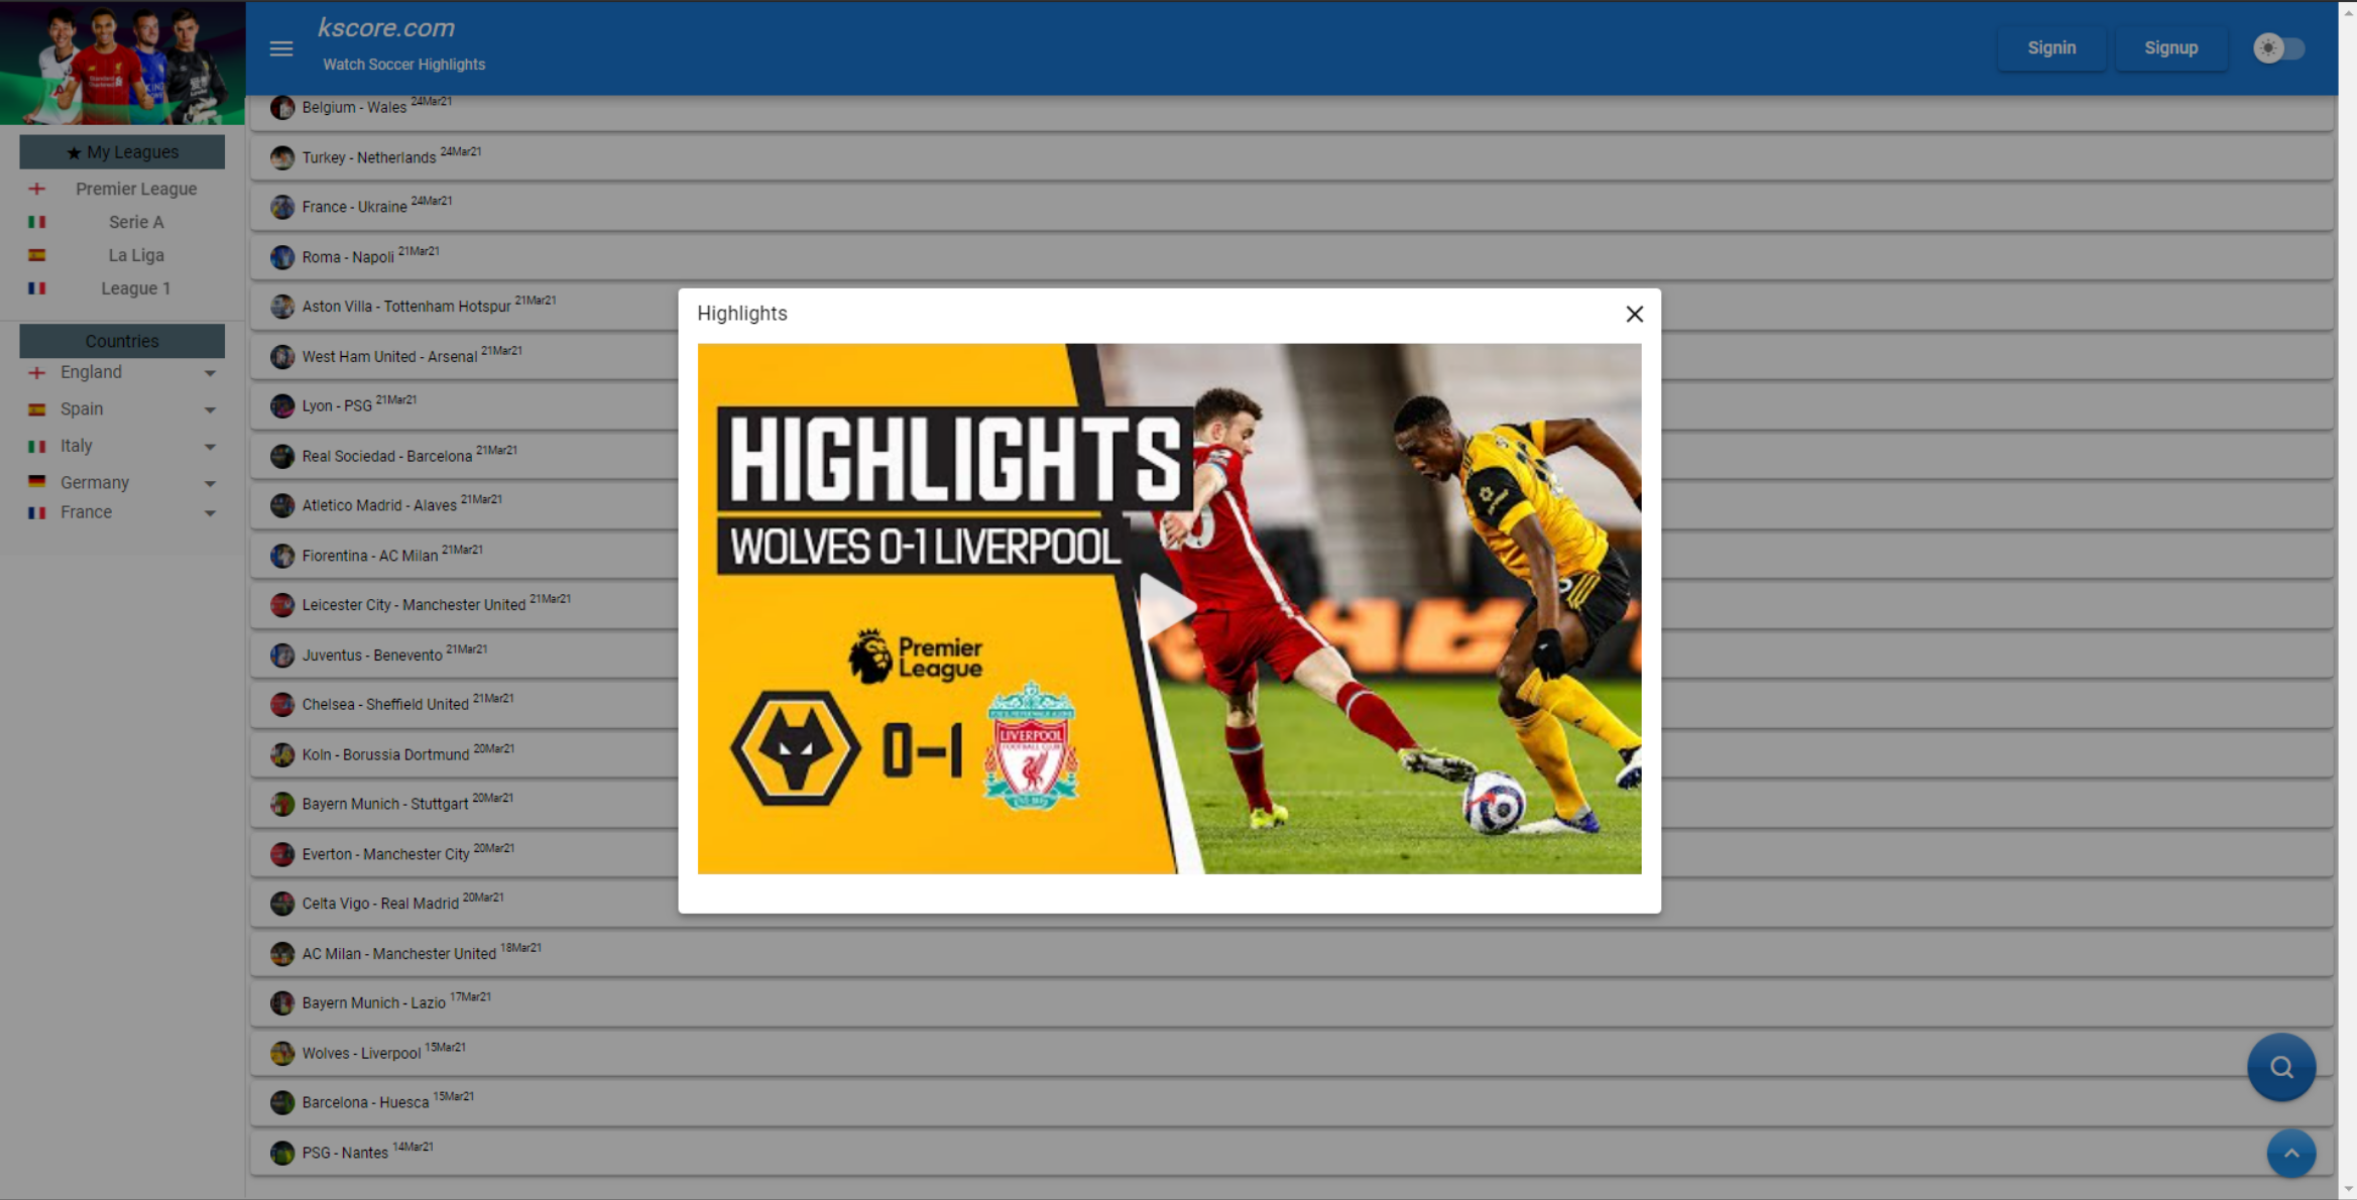 kscore.com
Watch Soccer Highlights
Signin
Signup
★ My Leagues
Premier League
Serie A
La Liga
League 1
Countries
England
Spain
Italy
Germany
France
Belgium - Wales 24Mar21
Turkey - Netherlands 24Mar21
France - Ukraine 24Mar21
Roma - Napoli 21Mar21
Aston Villa - Tottenham Hotspur 21Mar21
West Ham United - Arsenal 21Mar21
Lyon - PSG 21Mar21
Real Sociedad - Barcelona 21Mar21
Atletico Madrid - Alaves 21Mar21
Fiorentina - AC Milan 21Mar21
Leicester City - Manchester United 21Mar21
Juventus - Benevento 21Mar21
Chelsea - Sheffield United 21Mar21
Koln - Borussia Dortmund 20Mar21
Bayern Munich - Stuttgart 20Mar21
Everton - Manchester City 20Mar21
Celta Vigo - Real Madrid 20Mar21
AC Milan - Manchester United 18Mar21
Bayern Munich - Lazio 17Mar21
Wolves - Liverpool 15Mar21
Barcelona - Huesca 15Mar21
PSG - Nantes 14Mar21
Highlights
HIGHLIGHTS
WOLVES 0-1 LIVERPOOL
Premier
League
0-1
LIVERPOOL
FOOTBALL CLUB